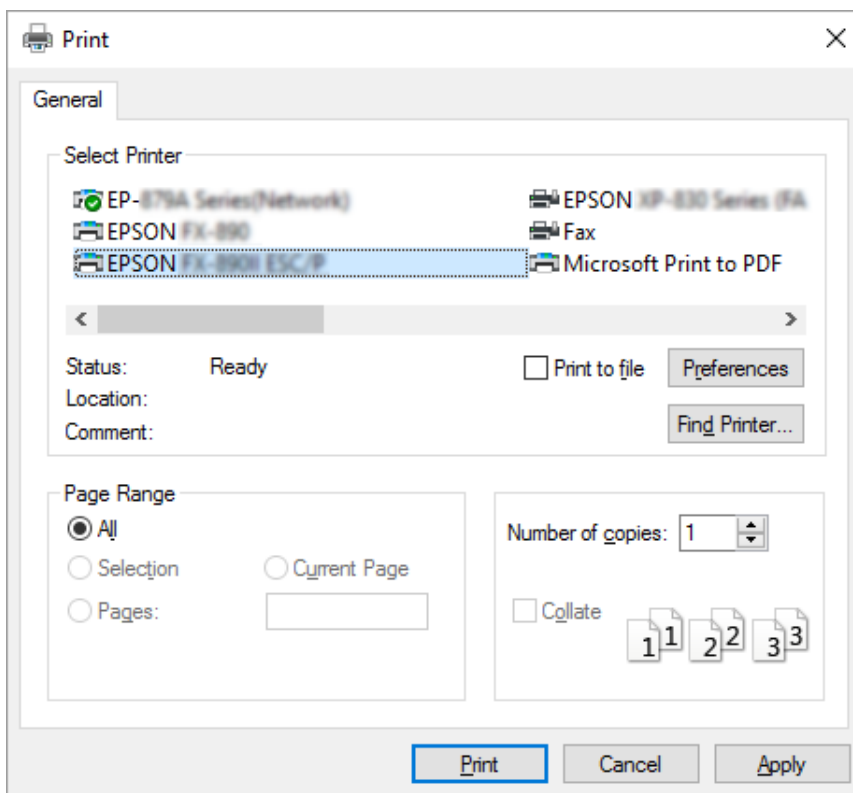 Print
General
Select Printer
EP-
EPSON
EPSON
EPSON
Fax
Microsoft Print to PDF
Status: Ready
Location:
Comment:
Print to file
Preferences
Find Printer...
Page Range
All
Selection
Current Page
Pages:
Number of copies: 1
Collate
1 1 2 2 3 3
Print
Cancel
Apply